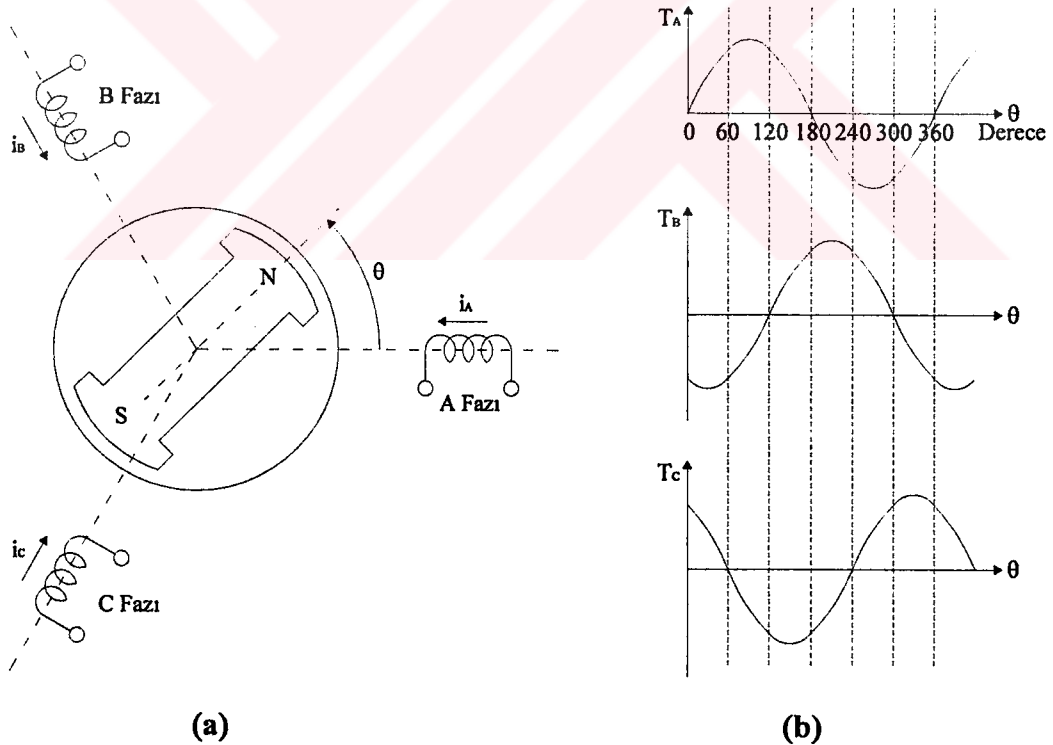 B Fazı
iB
N
θ
S
iA
A Fazı
iC
C Fazı
(a)
TA
θ
0 60 120 180 240 300 360 Derece
TB
θ
TC
θ
(b)